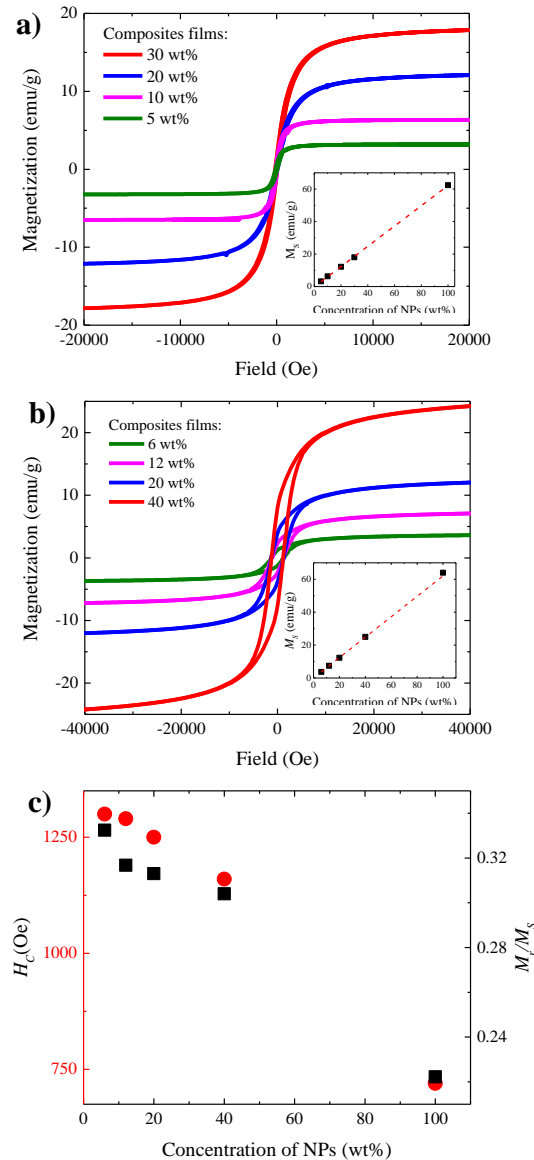 a)
Composites films:
30 wt%
20 wt%
10 wt%
5 wt%
Magnetization (emu/g)
20
10
0
-10
-20
-20000 -10000 0 10000 20000
Field (Oe)
M_S (emu/g)
60
40
20
0
0 20 40 60 80 100
Concentration of NPs (wt%)
b)
Composites films:
6 wt%
12 wt%
20 wt%
40 wt%
Magnetization (emu/g)
20
10
0
-10
-20
-40000 -20000 0 20000 40000
Field (Oe)
M_S (emu/g)
60
40
20
0
0 20 40 60 80 100
Concentration of NPs (wt%)
c)
H_C(Oe)
1250
1000
750
M_r/M_S
0.32
0.28
0.24
0 20 40 60 80 100
Concentration of NPs (wt%)